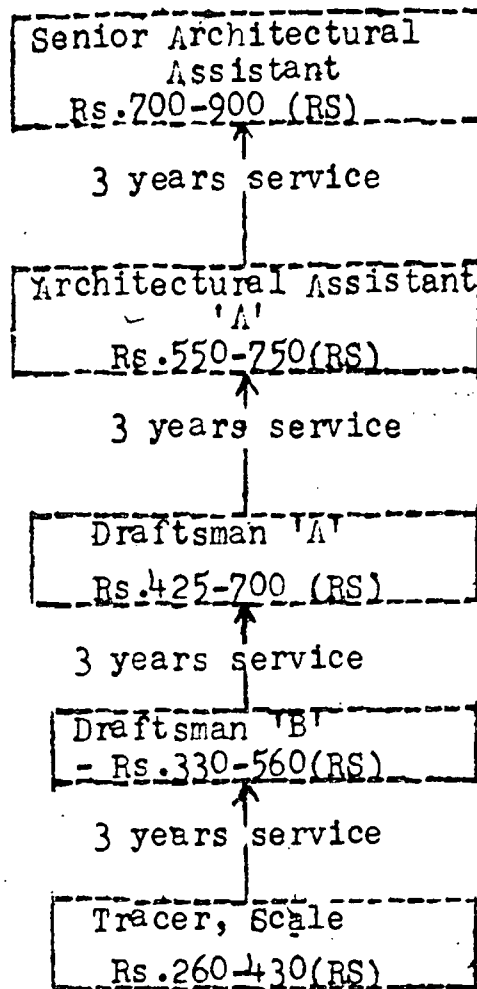 Senior Architectural
Assistant
Rs.700-900 (RS)
3 years service
Architectural Assistant
'A'
Rs.550-750(RS)
3 years service
Draftsman 'A'
Rs.425-700 (RS)
3 years service
Draftsman 'B'
- Rs.330-560(RS)
3 years service
Tracer, Scale
Rs.260-430(RS)